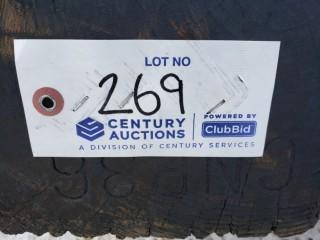 LOT NO
269
CENTURY AUCTIONS
POWERED BY
ClubBid
A DIVISION OF CENTURY SERVICES